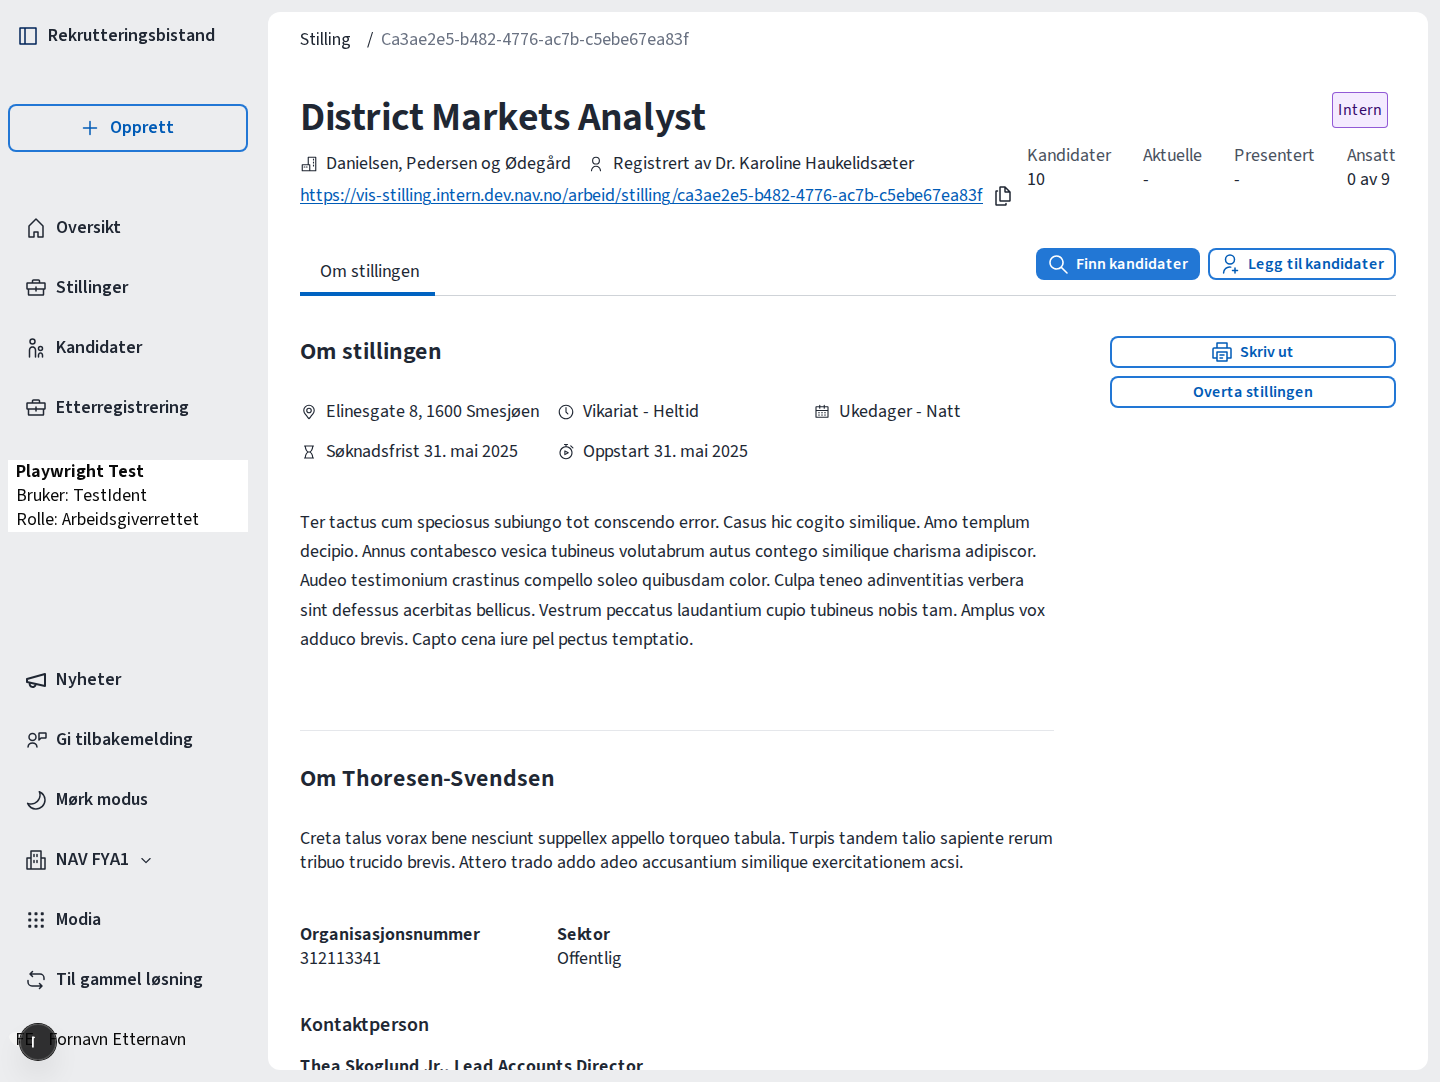 Rekrutteringsbistand
Opprett
Oversikt
Stillinger
Kandidater
Etterregistrering
Playwright Test
Bruker: TestIdent
Rolle: Arbeidsgiverrettet
Nyheter
Gi tilbakemelding
Mørk modus
NAV FYA1
Modia
Til gammel løsning
Fornavn Etternavn
Stilling / Ca3ae2e5-b482-4776-ac7b-c5ebe67ea83f
District Markets Analyst
Intern
Danielsen, Pedersen og Ødegård Registrert av Dr. Karoline Haukelidsæter
https://vis-stilling.intern.dev.nav.no/arbeid/stilling/ca3ae2e5-b482-4776-ac7b-c5ebe67ea83f
Kandidater Aktuelle Presentert Ansatt
10 - - 0 av 9
Om stillingen
Finn kandidater Legg til kandidater
Om stillingen
Skriv ut
Overta stillingen
Elinesgate 8, 1600 Smesjøen Vikariat - Heltid Ukedager - Natt
Søknadsfrist 31. mai 2025 Oppstart 31. mai 2025
Ter tactus cum speciosus subiungo tot conscendo error. Casus hic cogito similique. Amo templum
decipio. Annus contabesco vesica tubineus volutabrum autus contego similique charisma adipiscor.
Audeo testimonium crastinus compello soleo quibusdam color. Culpa teneo adinventitias verbera
sint defessus acerbitas bellicus. Vestrum peccatus laudantium cupio tubineus nobis tam. Amplus vox
adduco brevis. Capto cena iure pel pectus temptatio.
Om Thoresen-Svendsen
Creta talus vorax bene nesciunt suppellex appello torqueo tabula. Turpis tandem talio sapiente rerum
tribuo trucido brevis. Attero trado addo adeo accusantium similique exercitationem acsi.
Organisasjonsnummer Sektor
312113341 Offentlig
Kontaktperson
Thea Skoglund Jr., Lead Accounts Director